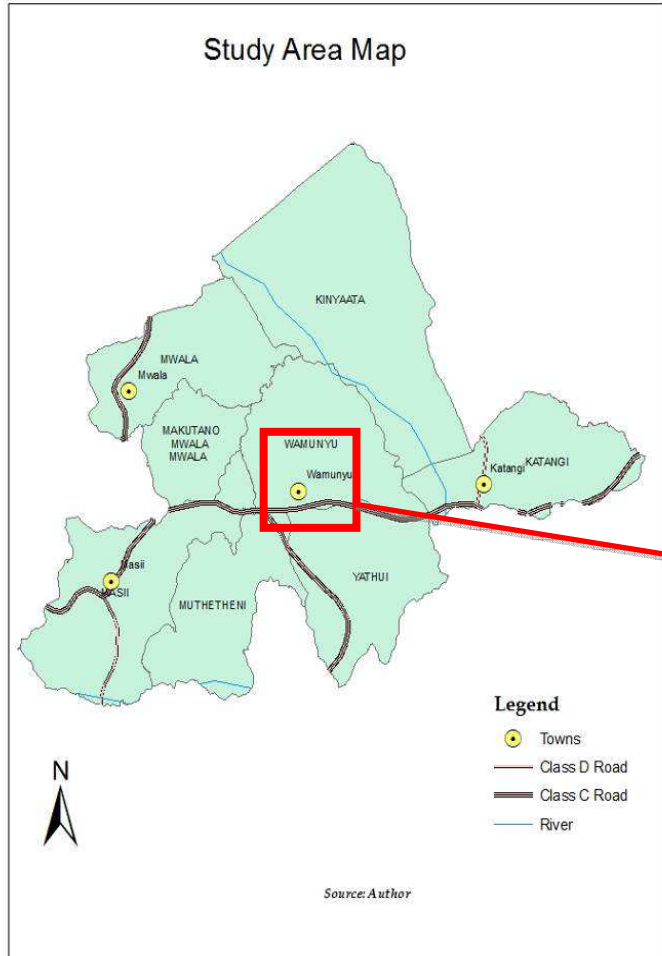 Study Area Map
KINYAATA
MWALA
Mwala
MAKUTANO
MWALA
MWALA
WAMUNYU
Wamunyu
Katangi
KATANGI
Masii
MASII
MUTHETHENI
YATHUI
Legend
Towns
Class D Road
Class C Road
River
N
Source: Author